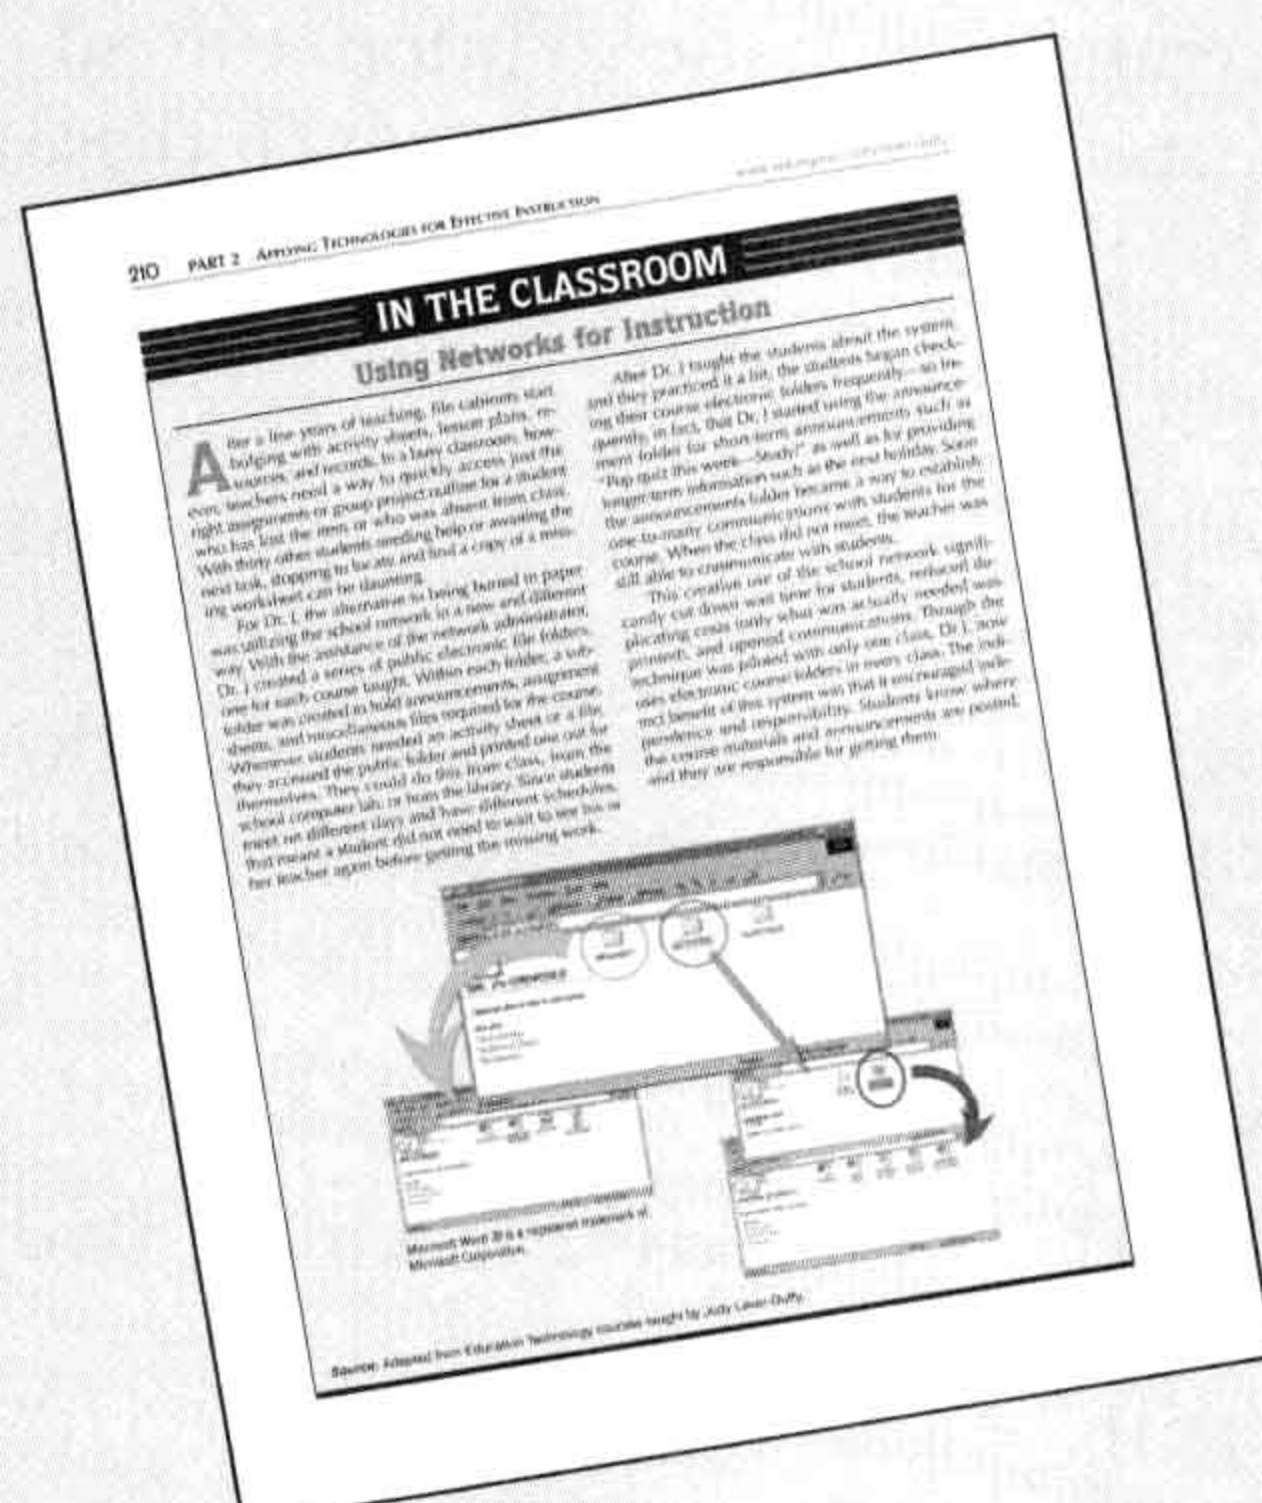 210 PART 2 APPLYING TECHNOLOGIES FOR EFFECTIVE INSTRUCTION
IN THE CLASSROOM
Using Networks for Instruction
After a few years of teaching, file cabinets start
bulging with activity sheets, lesson plans, re-
sources, and records. In a busy classroom, how-
ever, teachers need a way to quickly access just the
right assignments or group project outline for a student
who has lost the item or who was absent from class.
With thirty other students needing help or awaiting the
next task, stopping to locate and find a copy of a miss-
ing worksheet can be daunting.
For Dr. J, the alternative to being buried in paper
was utilizing the school network in a new and different
way. With the assistance of the network administrator,
Dr. J created a series of public electronic file folders,
one for each course taught. Within each folder, a sub-
folder was created to hold announcements, assignment
sheets, and miscellaneous files required for the course.
Whenever students needed an activity sheet or a file,
they accessed the public folder and printed one out for
themselves. They could do this from class, from the
school computer lab, or from the library. Since students
meet on different days and have different schedules,
that meant a student did not need to wait to see his or
her teacher again before getting the missing work.
After Dr. J taught the students about the system
and they practiced it a bit, the students began check-
ing their course electronic folders frequently—so fre-
quently, in fact, that Dr. J started using the announce-
ment folder for short-term announcements such as
"Pop quiz this week—Study!" as well as for providing
longer-term information such as the next holiday. Soon
the announcements folder became a way to establish
one-to-many communications with students for the
course. When the class did not meet, the teacher was
still able to communicate with students.
This creative use of the school network signifi-
cantly cut down wait time for students, reduced du-
plicating costs (only what was actually needed was
printed), and opened communications. Though the
technique was piloted with only one class, Dr J. now
uses electronic course folders in every class. The indi-
rect benefit of this system was that it encouraged inde-
pendence and responsibility. Students know where
the course materials and announcements are posted,
and they are responsible for getting them.
Microsoft Word ® is a registered trademark of
Microsoft Corporation.
Source: Adapted from Education Technology courses taught by Judy Lever-Duffy.